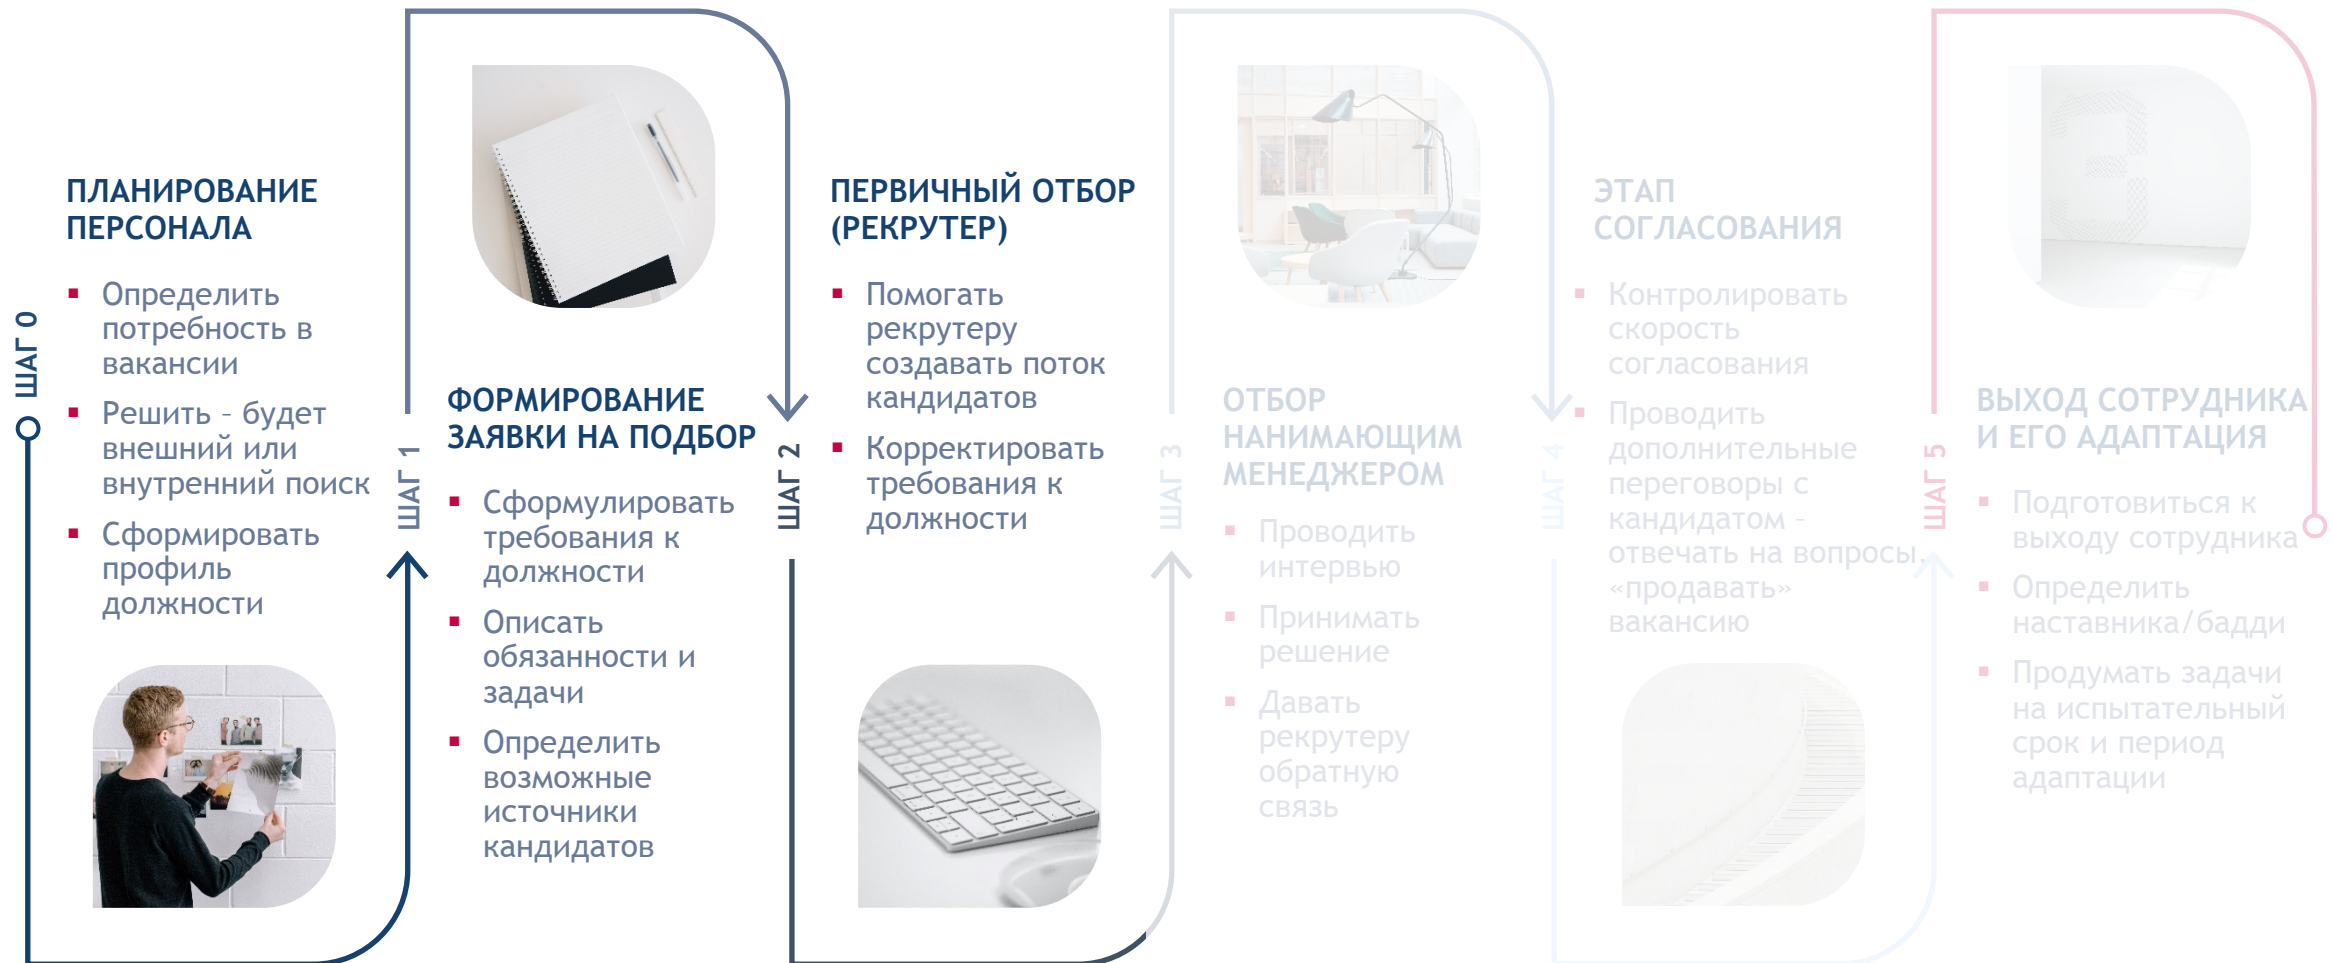 ШАГ 0
ПЛАНИРОВАНИЕ
ПЕРСОНАЛА
Определить
потребность в
вакансии
Решить – будет
внешний или
внутренний поиск
Сформировать
профиль
должности
ШАГ 1
ФОРМИРОВАНИЕ
ЗАЯВКИ НА ПОДБОР
Сформулировать
требования к
должности
Описать
обязанности и
задачи
Определить
возможные
источники
кандидатов
ШАГ 2
ПЕРВИЧНЫЙ ОТБОР
(РЕКРУТЕР)
Помогать
рекрутеру
создавать поток
кандидатов
Корректировать
требования к
должности
ШАГ 3
ОТБОР
НАНИМАЮЩИМ
МЕНЕДЖЕРОМ
Проводить
интервью
Принимать
решение
Давать
рекрутеру
обратную
связь
ШАГ 4
ЭТАП
СОГЛАСОВАНИЯ
Контролировать
скорость
согласования
Проводить
дополнительные
переговоры с
кандидатом –
отвечать на вопросы,
«продавать»
вакансию
ШАГ 5
ВЫХОД СОТРУДНИКА
И ЕГО АДАПТАЦИЯ
Подготовиться к
выходу сотрудника
Определить
наставника/бадди
Продумать задачи
на испытательный
срок и период
адаптации